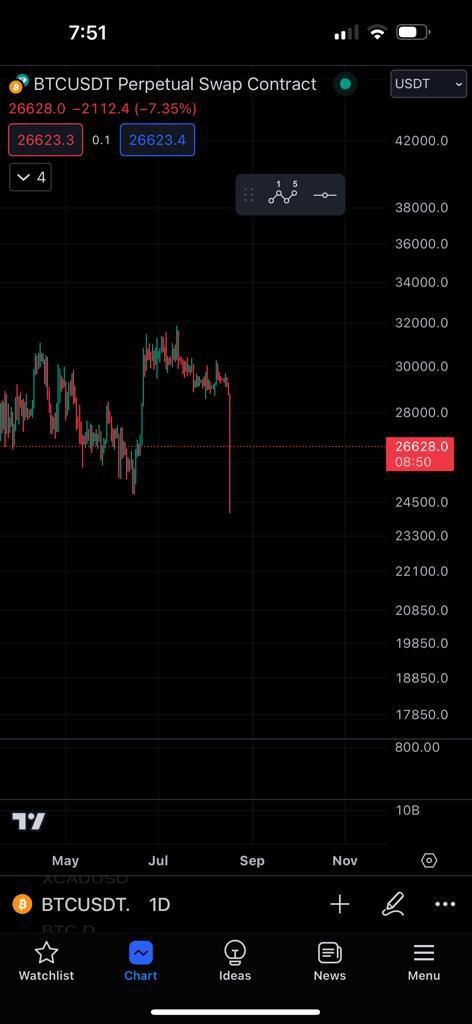 7:51
BTCUSDT Perpetual Swap Contract
USDT
26628.0 −2112.4 (−7.35%)
26623.3 0.1 26623.4
4
1 5
42000.0
38000.0
36000.0
34000.0
32000.0
30000.0
28000.0
26628.0
08:50
24500.0
23300.0
22100.0
20850.0
19850.0
18850.0
17850.0
800.00
10B
May Jul Sep Nov
XCADUSD
BTCUSDT. 1D
BTC.D
Watchlist Chart Ideas News Menu